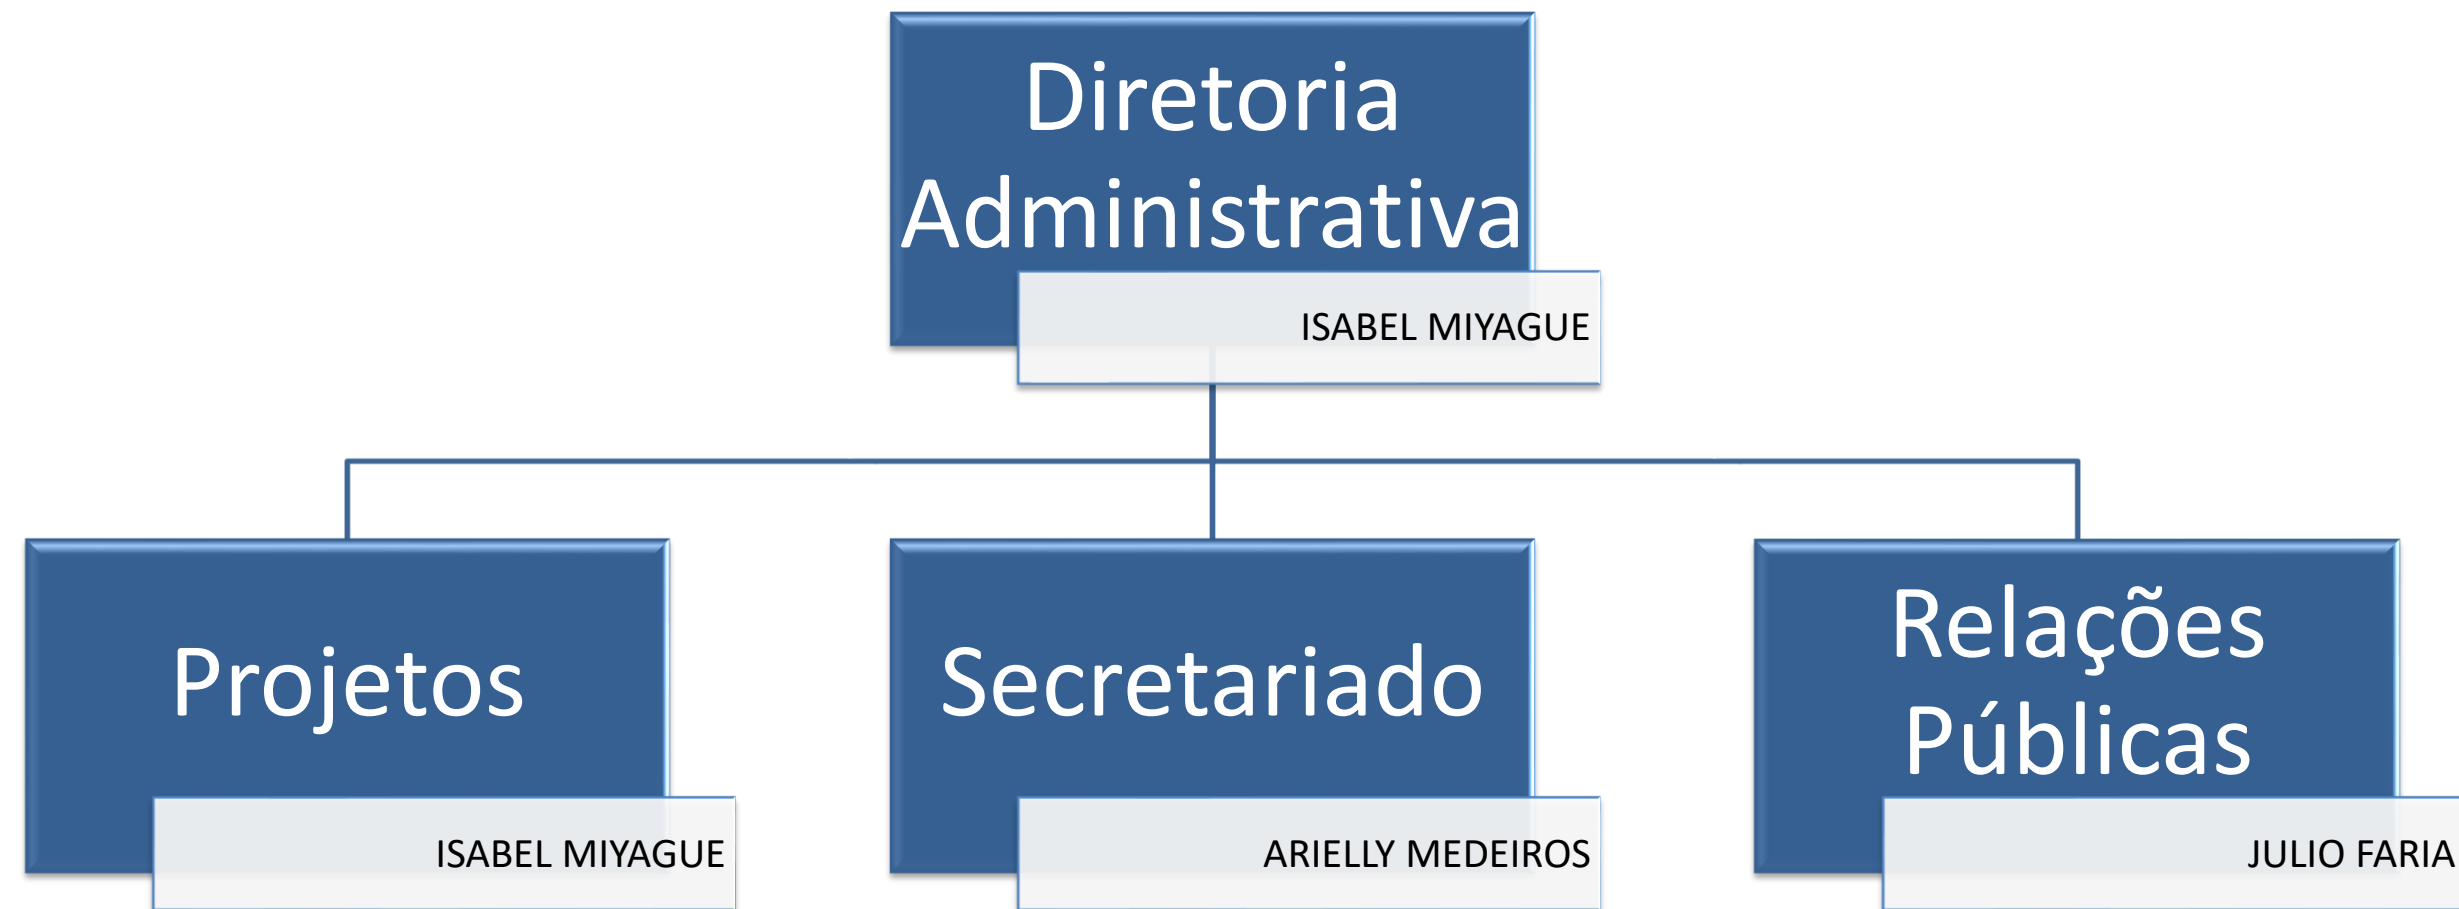 Diretoria
Administrativa
ISABEL MIYAGUE
Projetos
ISABEL MIYAGUE
Secretariado
ARIELLY MEDEIROS
Relações
Públicas
JULIO FARIA